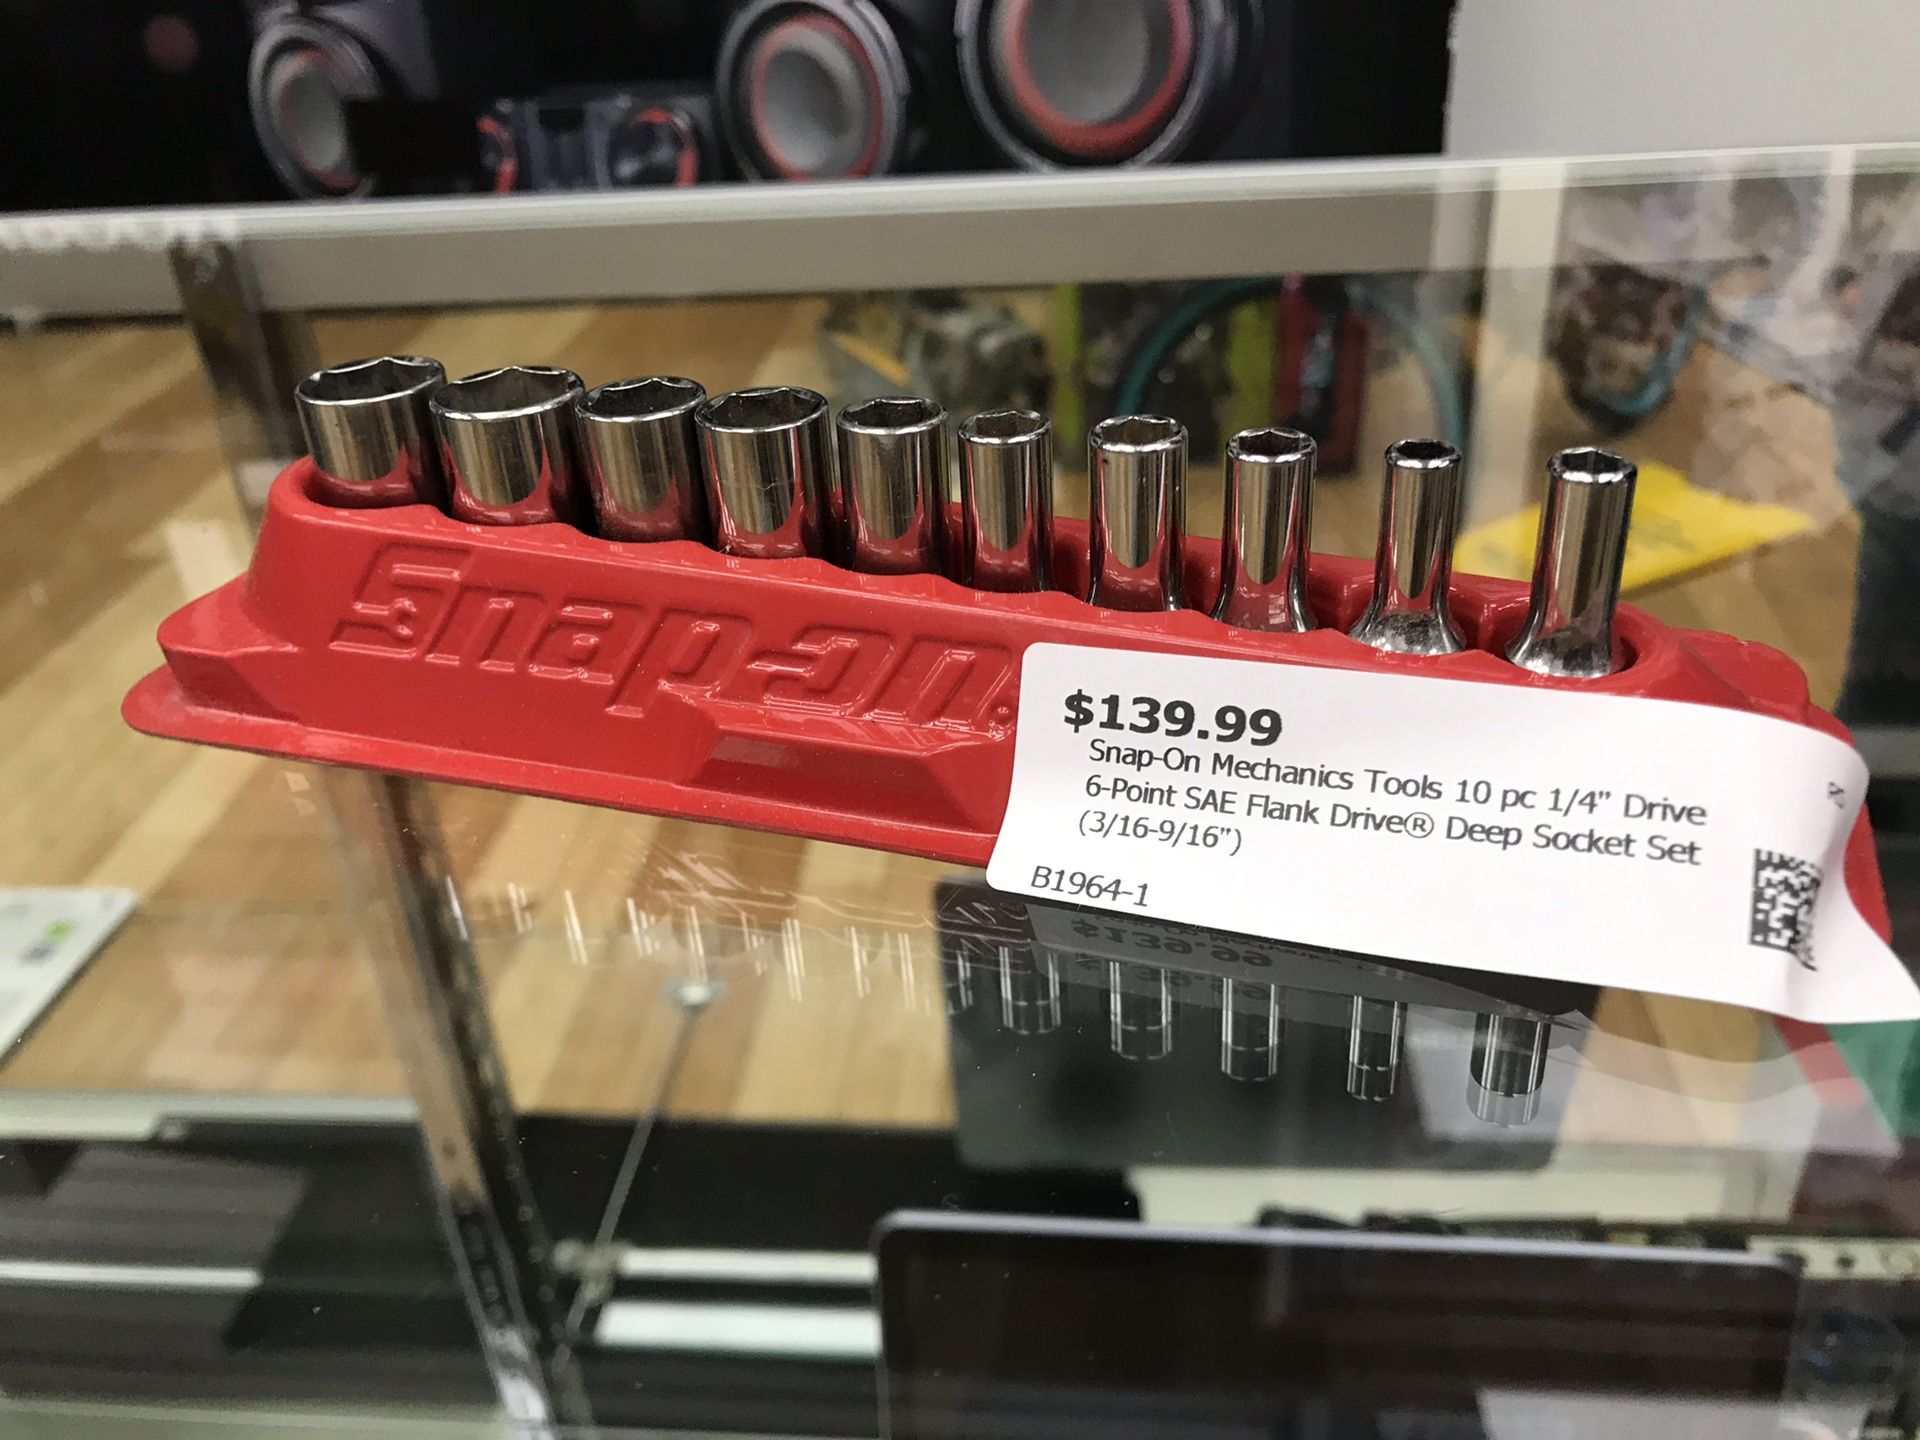 Snap-on
$139.99
Snap-On Mechanics Tools 10 pc 1/4" Drive
6-Point SAE Flank Drive® Deep Socket Set
(3/16-9/16")
B1964-1